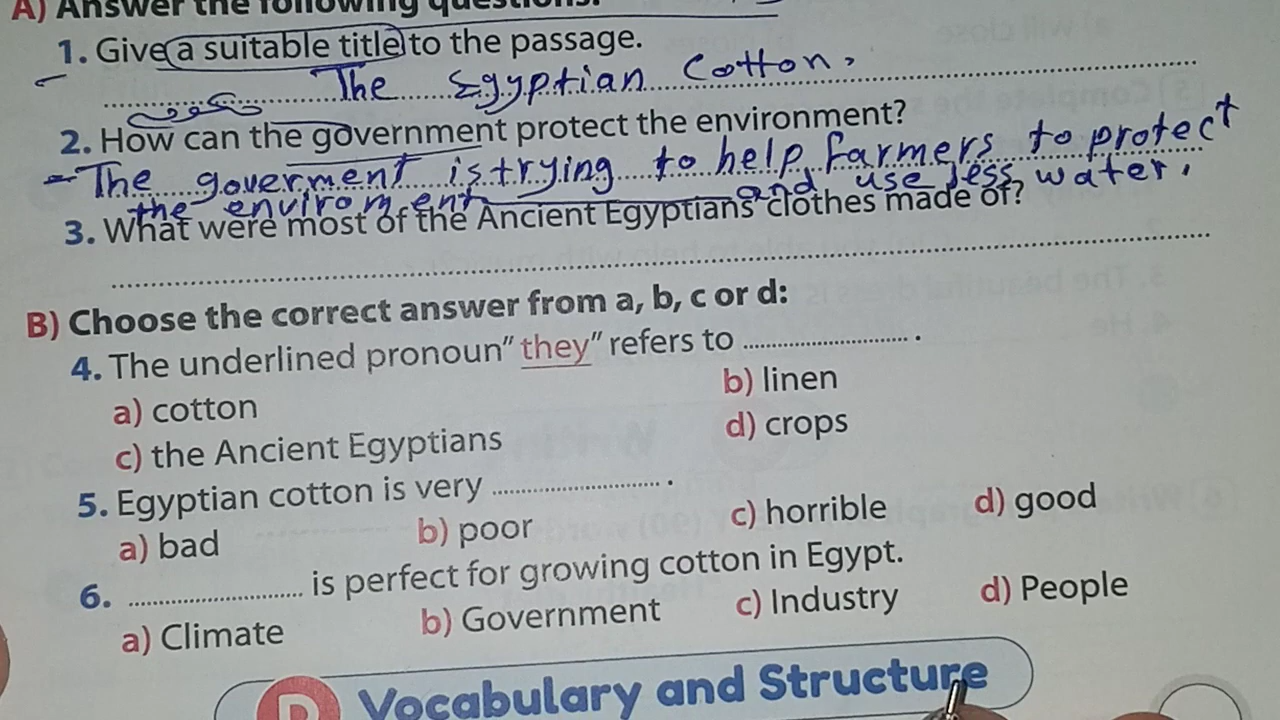 A) Answer the following questions.
1. Give a suitable title to the passage.
The Egyptian Cotton.
2. How can the government protect the environment?
- The goverment is trying to help farmers to protect
the enviroment and use less water.
3. What were most of the Ancient Egyptians clothes made of?
B) Choose the correct answer from a, b, c or d:
4. The underlined pronoun" they" refers to .............................. .
a) cotton b) linen
c) the Ancient Egyptians d) crops
5. Egyptian cotton is very .............................. .
a) bad b) poor c) horrible d) good
6. .............................. is perfect for growing cotton in Egypt.
a) Climate b) Government c) Industry d) People
D Vocabulary and Structure